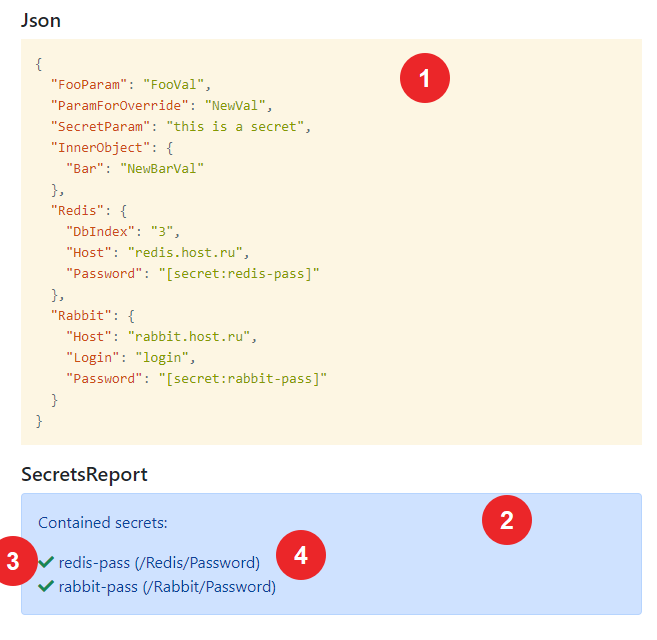 Json
{
"FooParam": "FooVal",
"ParamForOverride": "NewVal",
"SecretParam": "this is a secret",
"InnerObject": {
"Bar": "NewBarVal"
},
"Redis": {
"DbIndex": "3",
"Host": "redis.host.ru",
"Password": "[secret:redis-pass]"
},
"Rabbit": {
"Host": "rabbit.host.ru",
"Login": "login",
"Password": "[secret:rabbit-pass]"
}
}
1
SecretsReport
Contained secrets:
2
3
redis-pass (/Redis/Password)
4
rabbit-pass (/Rabbit/Password)